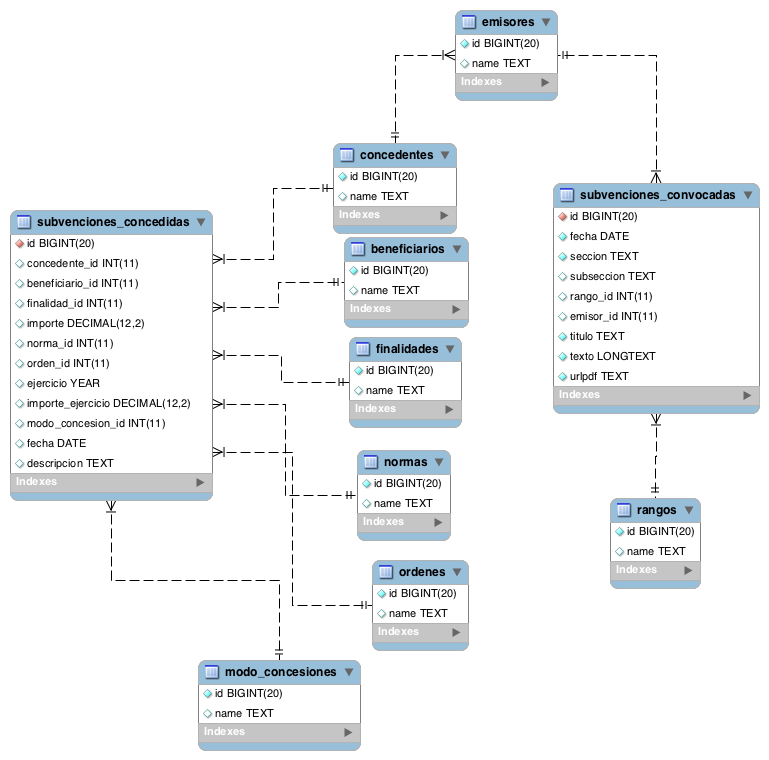 emisores
id BIGINT(20)
name TEXT
Indexes
concedentes
id BIGINT(20)
name TEXT
Indexes
subvenciones_concedidas
id BIGINT(20)
concedente_id INT(11)
beneficiario_id INT(11)
finalidad_id INT(11)
importe DECIMAL(12,2)
norma_id INT(11)
orden_id INT(11)
ejercicio YEAR
importe_ejercicio DECIMAL(12,2)
modo_concesion_id INT(11)
fecha DATE
descripcion TEXT
Indexes
beneficiarios
id BIGINT(20)
name TEXT
Indexes
finalidades
id BIGINT(20)
name TEXT
Indexes
normas
id BIGINT(20)
name TEXT
Indexes
ordenes
id BIGINT(20)
name TEXT
Indexes
modo_concesiones
id BIGINT(20)
name TEXT
Indexes
subvenciones_convocadas
id BIGINT(20)
fecha DATE
seccion TEXT
subseccion TEXT
rango_id INT(11)
emisor_id INT(11)
titulo TEXT
texto LONGTEXT
urlpdf TEXT
Indexes
rangos
id BIGINT(20)
name TEXT
Indexes